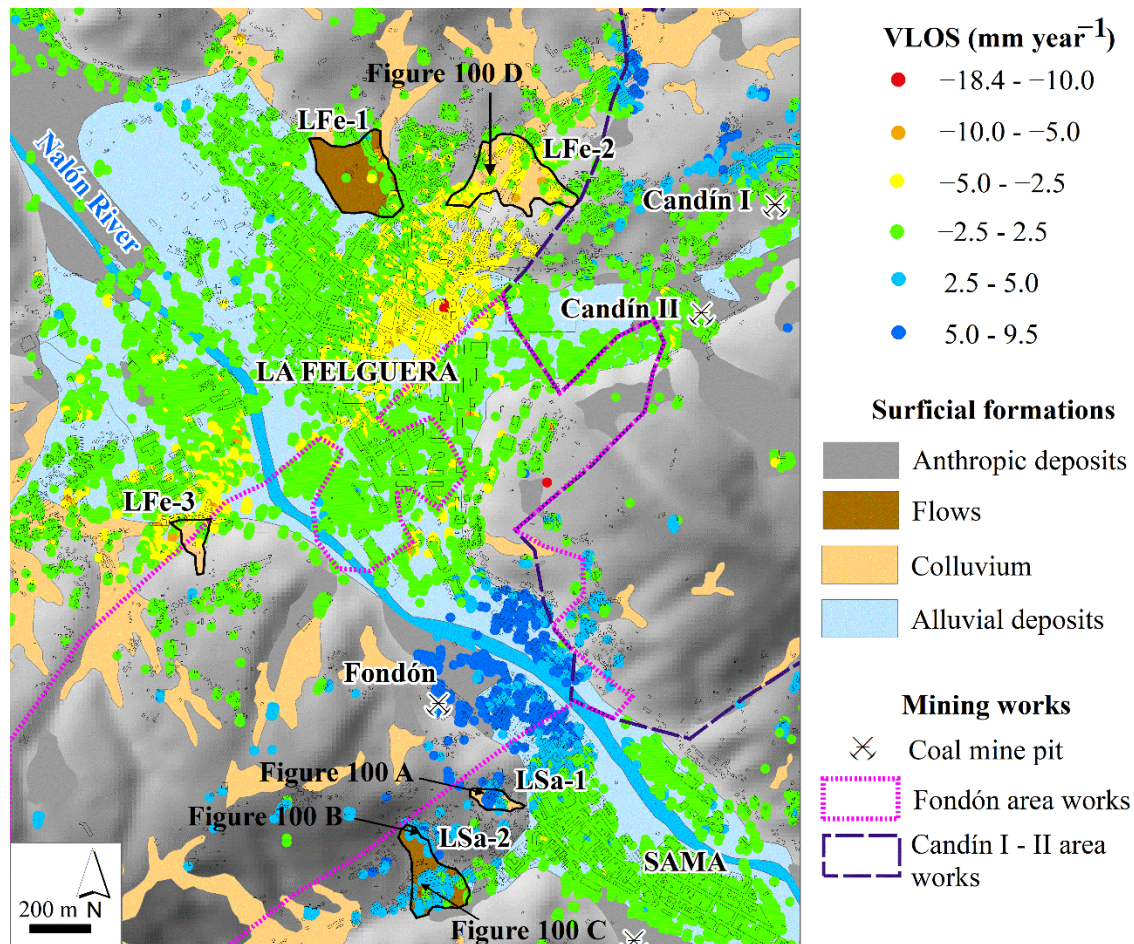 Figure 100 D
LFe-1
LFe-2
Nalón River
Candín I
Candín II
LA FELGUERA
LFe-3
Fondón
Figure 100 A
LSa-1
Figure 100 B
LSa-2
SAMA
Figure 100 C
200 m
N
VLOS (mm year⁻¹)
−18.4 - −10.0
−10.0 - −5.0
−5.0 - −2.5
−2.5 - 2.5
2.5 - 5.0
5.0 - 9.5
Surficial formations
Anthropic deposits
Flows
Colluvium
Alluvial deposits
Mining works
Coal mine pit
Fondón area works
Candín I - II area
works